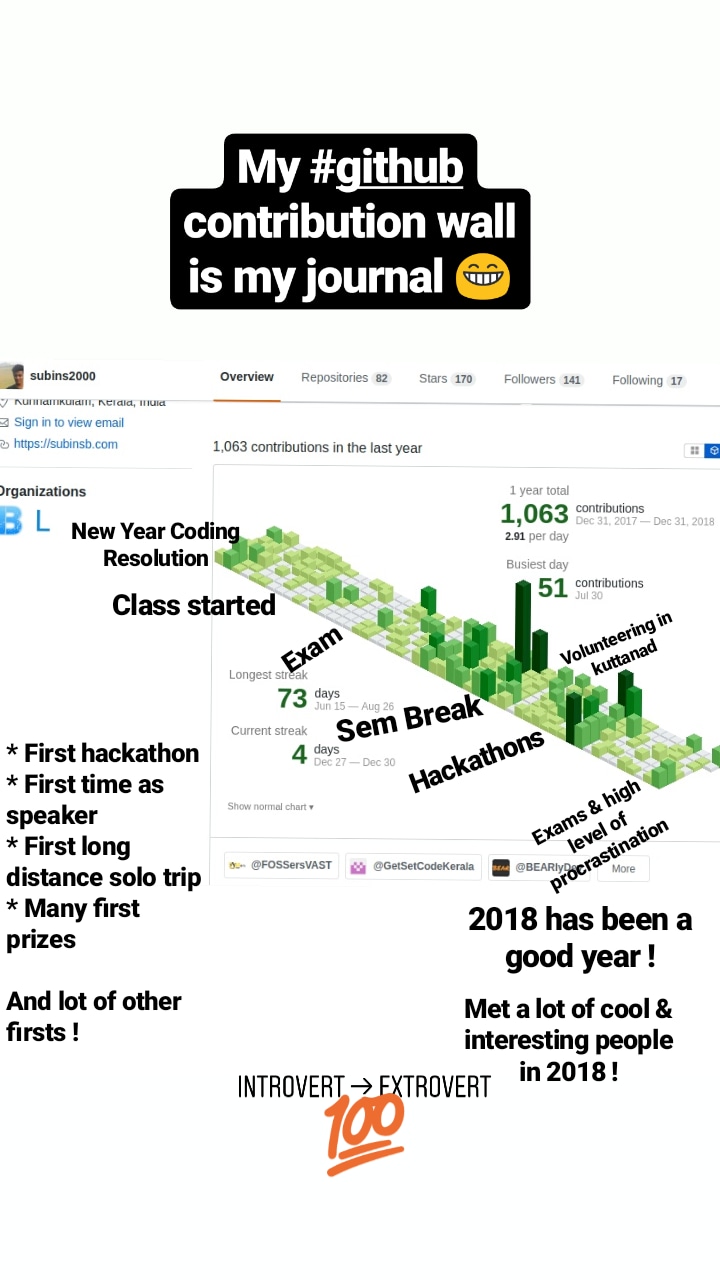 My #github
contribution wall
is my journal 😁
subins2000
Overview
Repositories 82
Stars 170
Followers 141
Following 17
Kunnamkulam, Kerala, India
Sign in to view email
https://subinsb.com
1,063 contributions in the last year
Organizations
B L
1 year total
1,063 contributions
Dec 31, 2017 — Dec 31, 2018
2.91 per day
Busiest day
51 contributions
Jul 30
New Year Coding
Resolution
Class started
Exam
Volunteering in
kuttanad
Longest streak
73 days
Jun 15 — Aug 26
Sem Break
Current streak
4 days
Dec 27 — Dec 30
Hackathons
Show normal chart ▾
Exams & high
level of
procrastination
@FOSSersVAST
@GetSetCodeKerala
@BEARlyDe
More
* First hackathon
* First time as
speaker
* First long
distance solo trip
* Many first
prizes
And lot of other
firsts !
2018 has been a
good year !
Met a lot of cool &
interesting people
in 2018 !
INTROVERT → EXTROVERT
💯